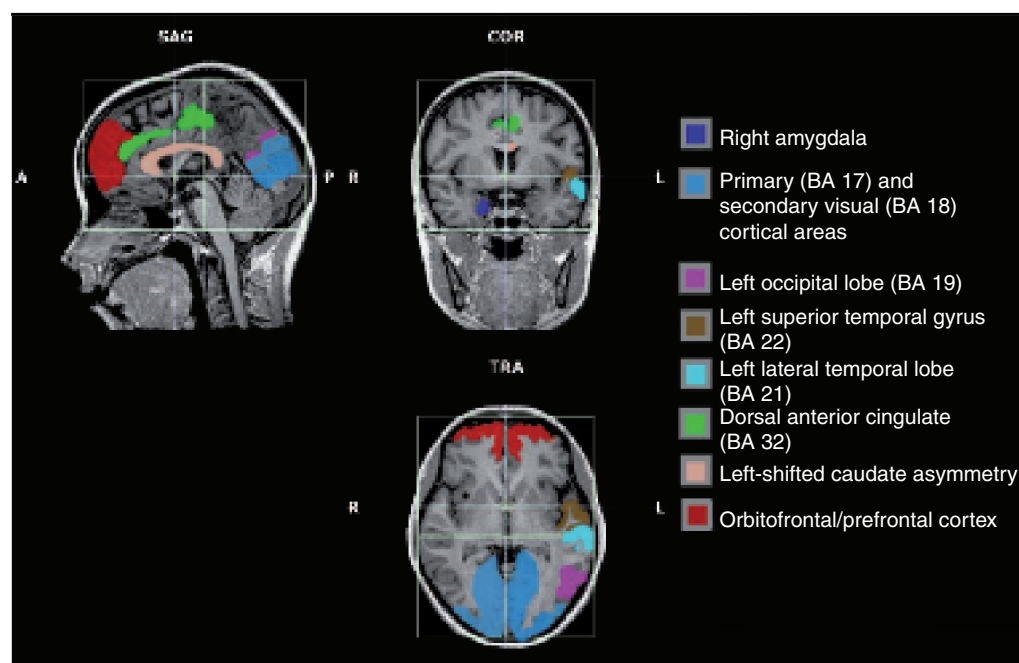 SAG
COR
A
P
R
L
TRA
R
L
Right amygdala
Primary (BA 17) and
secondary visual (BA 18)
cortical areas
Left occipital lobe (BA 19)
Left superior temporal gyrus
(BA 22)
Left lateral temporal lobe
(BA 21)
Dorsal anterior cingulate
(BA 32)
Left-shifted caudate asymmetry
Orbitofrontal/prefrontal cortex